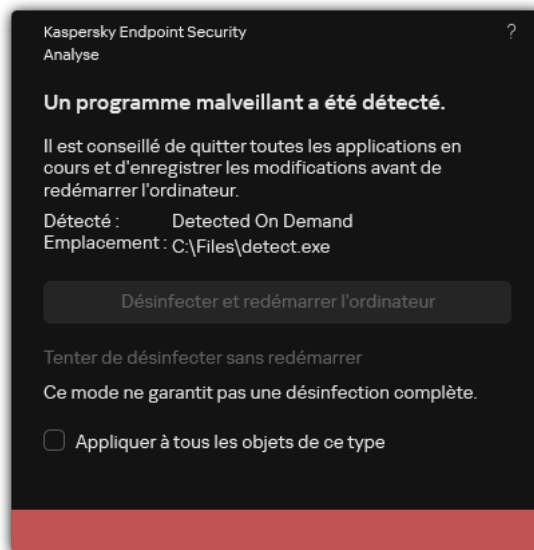 Kaspersky Endpoint Security ?
Analyse
Un programme malveillant a été détecté.
Il est conseillé de quitter toutes les applications en
cours et d'enregistrer les modifications avant de
redémarrer l'ordinateur.
Détecté : Detected On Demand
Emplacement : C:\Files\detect.exe
Désinfecter et redémarrer l'ordinateur
Tenter de désinfecter sans redémarrer
Ce mode ne garantit pas une désinfection complète.
Appliquer à tous les objets de ce type